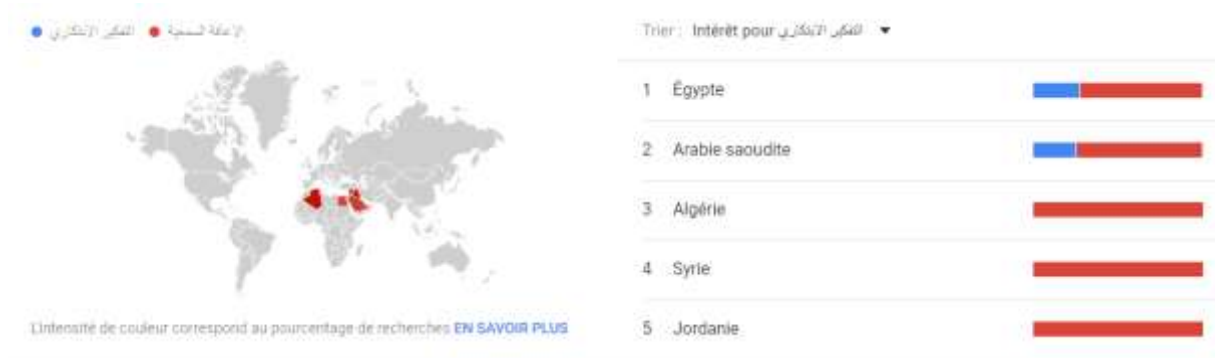 التفكير الابتكاري الإعاقة السمعية
L'intensité de couleur correspond au pourcentage de recherches EN SAVOIR PLUS
Trier : Intérêt pour التفكير الابتكاري
1 Égypte
2 Arabie saoudite
3 Algérie
4 Syrie
5 Jordanie